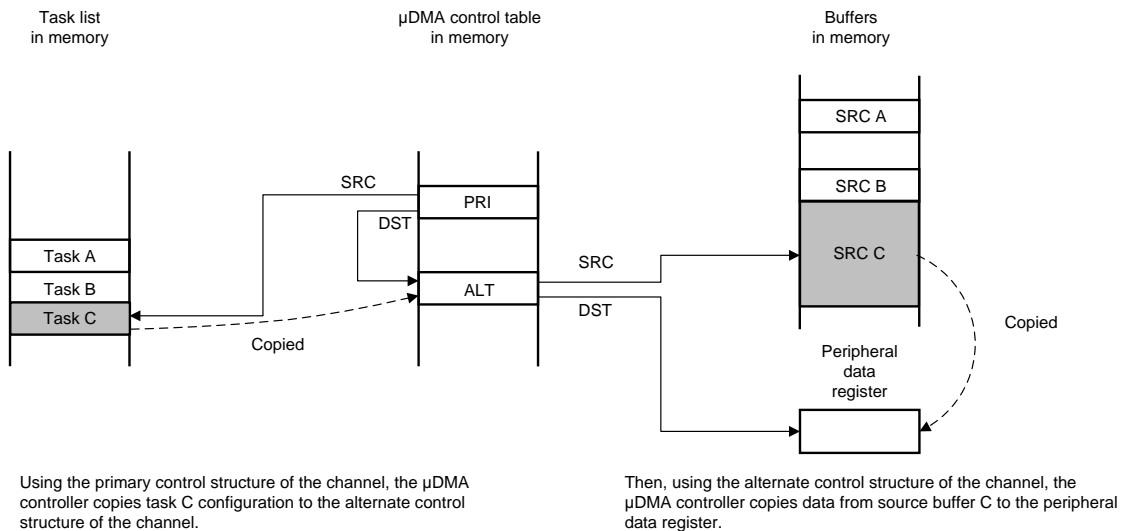 Task list
in memory
µDMA control table
in memory
Buffers
in memory
SRC A
SRC
PRI
SRC B
DST
Task A
SRC
SRC C
Task B
ALT
Task C
DST
Copied
Copied
Peripheral
data
register
Using the primary control structure of the channel, the µDMA
controller copies task C configuration to the alternate control
structure of the channel.
Then, using the alternate control structure of the channel, the
µDMA controller copies data from source buffer C to the peripheral
data register.